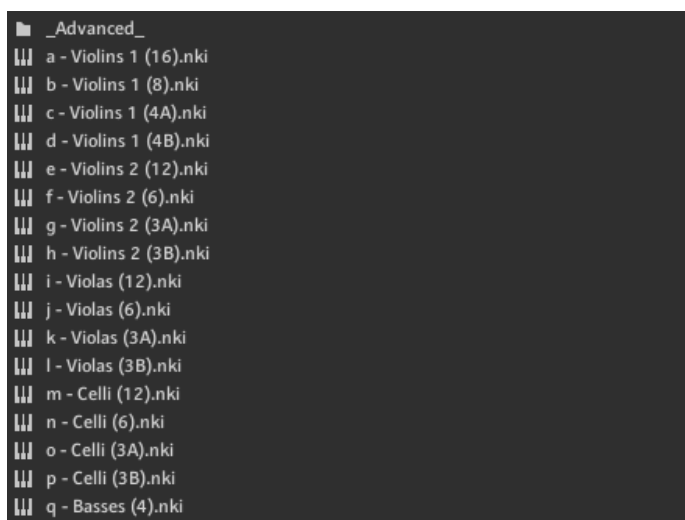 _Advanced_
a - Violins 1 (16).nki
b - Violins 1 (8).nki
c - Violins 1 (4A).nki
d - Violins 1 (4B).nki
e - Violins 2 (12).nki
f - Violins 2 (6).nki
g - Violins 2 (3A).nki
h - Violins 2 (3B).nki
i - Violas (12).nki
j - Violas (6).nki
k - Violas (3A).nki
l - Violas (3B).nki
m - Celli (12).nki
n - Celli (6).nki
o - Celli (3A).nki
p - Celli (3B).nki
q - Basses (4).nki